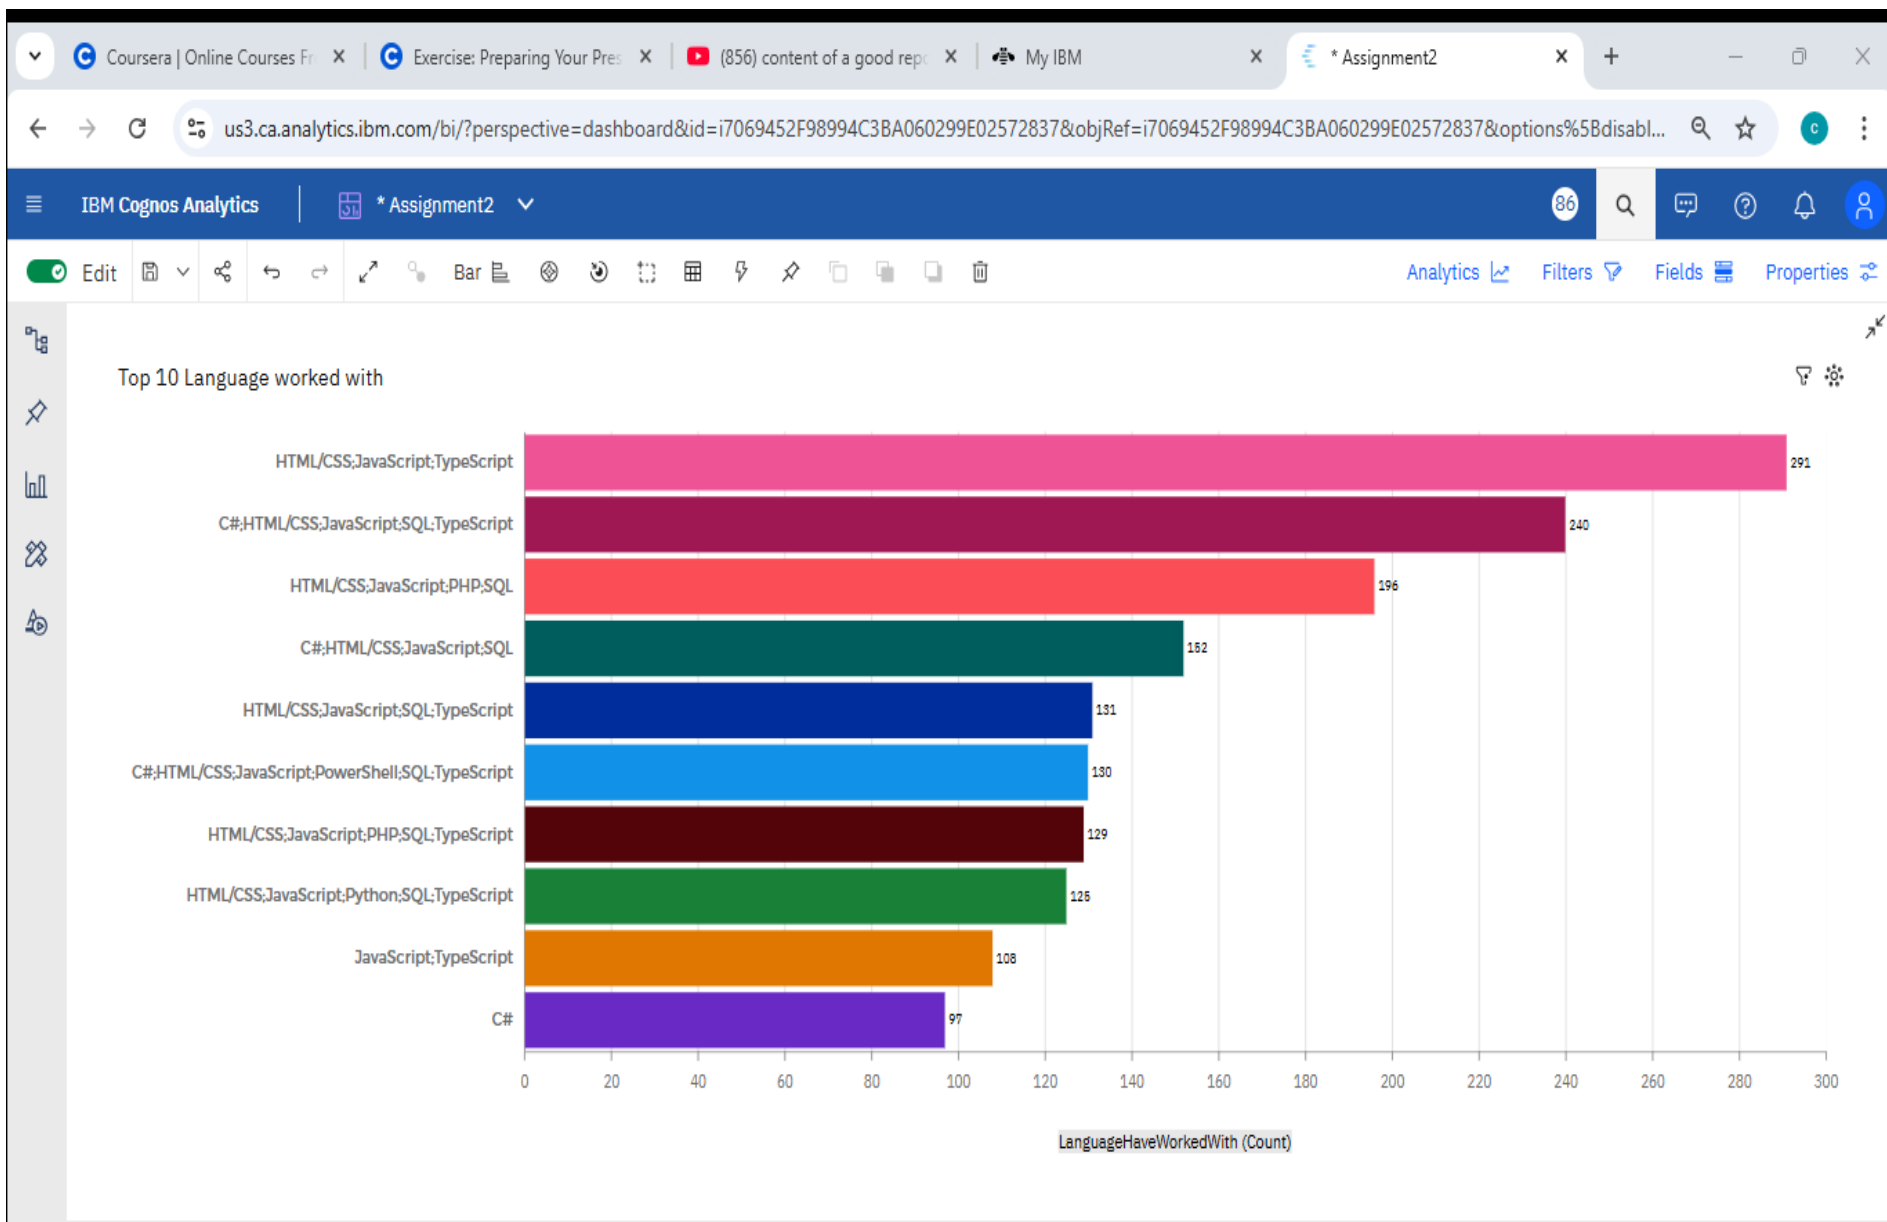 Coursera | Online Courses Fr
Exercise: Preparing Your Pres
(856) content of a good repo
My IBM
* Assignment2
us3.ca.analytics.ibm.com/bi/?perspective=dashboard&id=i7069452F98994C3BA060299E02572837&objRef=i7069452F98994C3BA060299E02572837&options%5Bdisabl...
c
IBM Cognos Analytics
* Assignment2
86
Edit
Bar
Analytics
Filters
Fields
Properties
Top 10 Language worked with
HTML/CSS;JavaScript;TypeScript 291
C#;HTML/CSS;JavaScript;SQL;TypeScript 240
HTML/CSS;JavaScript;PHP;SQL 196
C#;HTML/CSS;JavaScript;SQL 152
HTML/CSS;JavaScript;SQL;TypeScript 131
C#;HTML/CSS;JavaScript;PowerShell;SQL;TypeScript 130
HTML/CSS;JavaScript;PHP;SQL;TypeScript 129
HTML/CSS;JavaScript;Python;SQL;TypeScript 125
JavaScript;TypeScript 108
C# 97
0 20 40 60 80 100 120 140 160 180 200 220 240 260 280 300
LanguageHaveWorkedWith (Count)